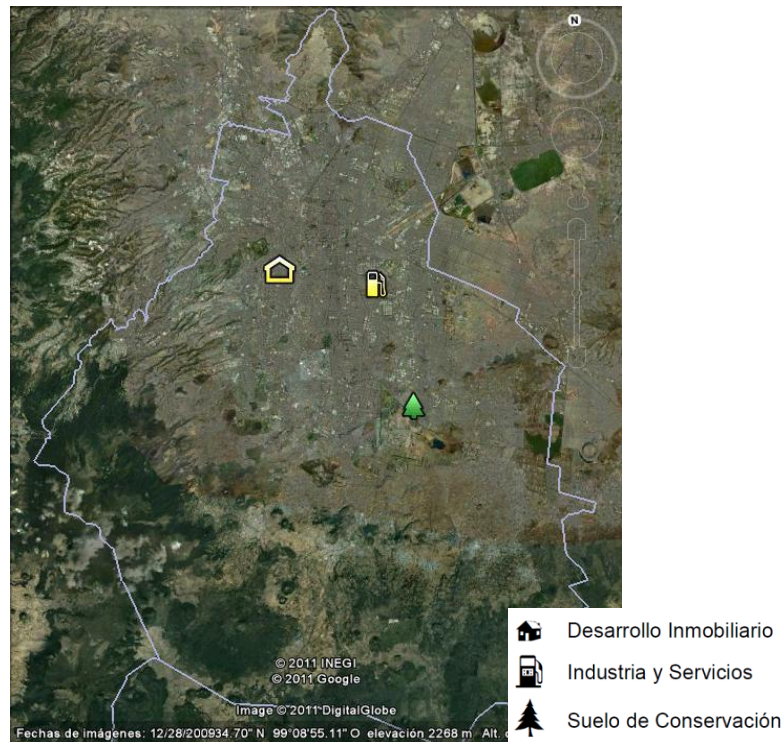 N
© 2011 INEGI
© 2011 Google
Image © 2011 DigitalGlobe
Fechas de imágenes: 12/28/200934.70" N 99°08'55.11" O elevación 2268 m Alt.
Desarrollo Inmobiliario
Industria y Servicios
Suelo de Conservación